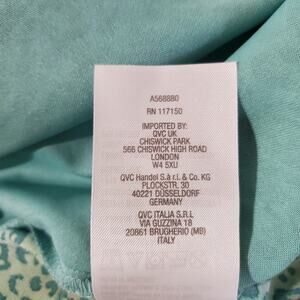 A568880
RN 117150
IMPORTED BY:
QVC UK
CHISWICK PARK
566 CHISWICK HIGH ROAD
LONDON
W4 5XU
QVC Handel S.à r.l. & Co. KG
PLOCKSTR. 30
40221 DÜSSELDORF
GERMANY
QVC ITALIA S.R.L
VIA GUZZINA 18
20861 BRUGHERIO (MB)
ITALY